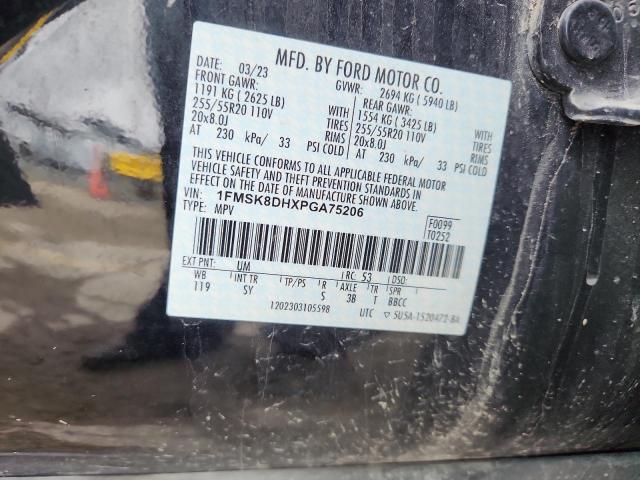 MFD. BY FORD MOTOR CO.
DATE: 03/23 GVWR: 2694 KG ( 5940 LB)
FRONT GAWR: REAR GAWR:
1191 KG ( 2625 LB) WITH 1554 KG ( 3425 LB) WITH
255/55R20 110V TIRES 255/55R20 110V TIRES
20x8.0J RIMS 20x8.0J RIMS
AT 230 kPa/ 33 PSI COLD AT 230 kPa/ 33 PSI COLD
THIS VEHICLE CONFORMS TO ALL APPLICABLE FEDERAL MOTOR
VEHICLE SAFETY AND THEFT PREVENTION STANDARDS IN
EFFECT ON THE DATE OF MANUFACTURE SHOWN ABOVE.
VIN: 1FMSK8DHXPGA75206
TYPE: MPV
F0099
T0252
EXT PNT: UM RC: 53 DSO:
WB INT TR TP/PS R AXLE TR SPR
119 5Y S 3B T BBCC
1202303105598 UTC ▽ 5U5A-1520472-BA